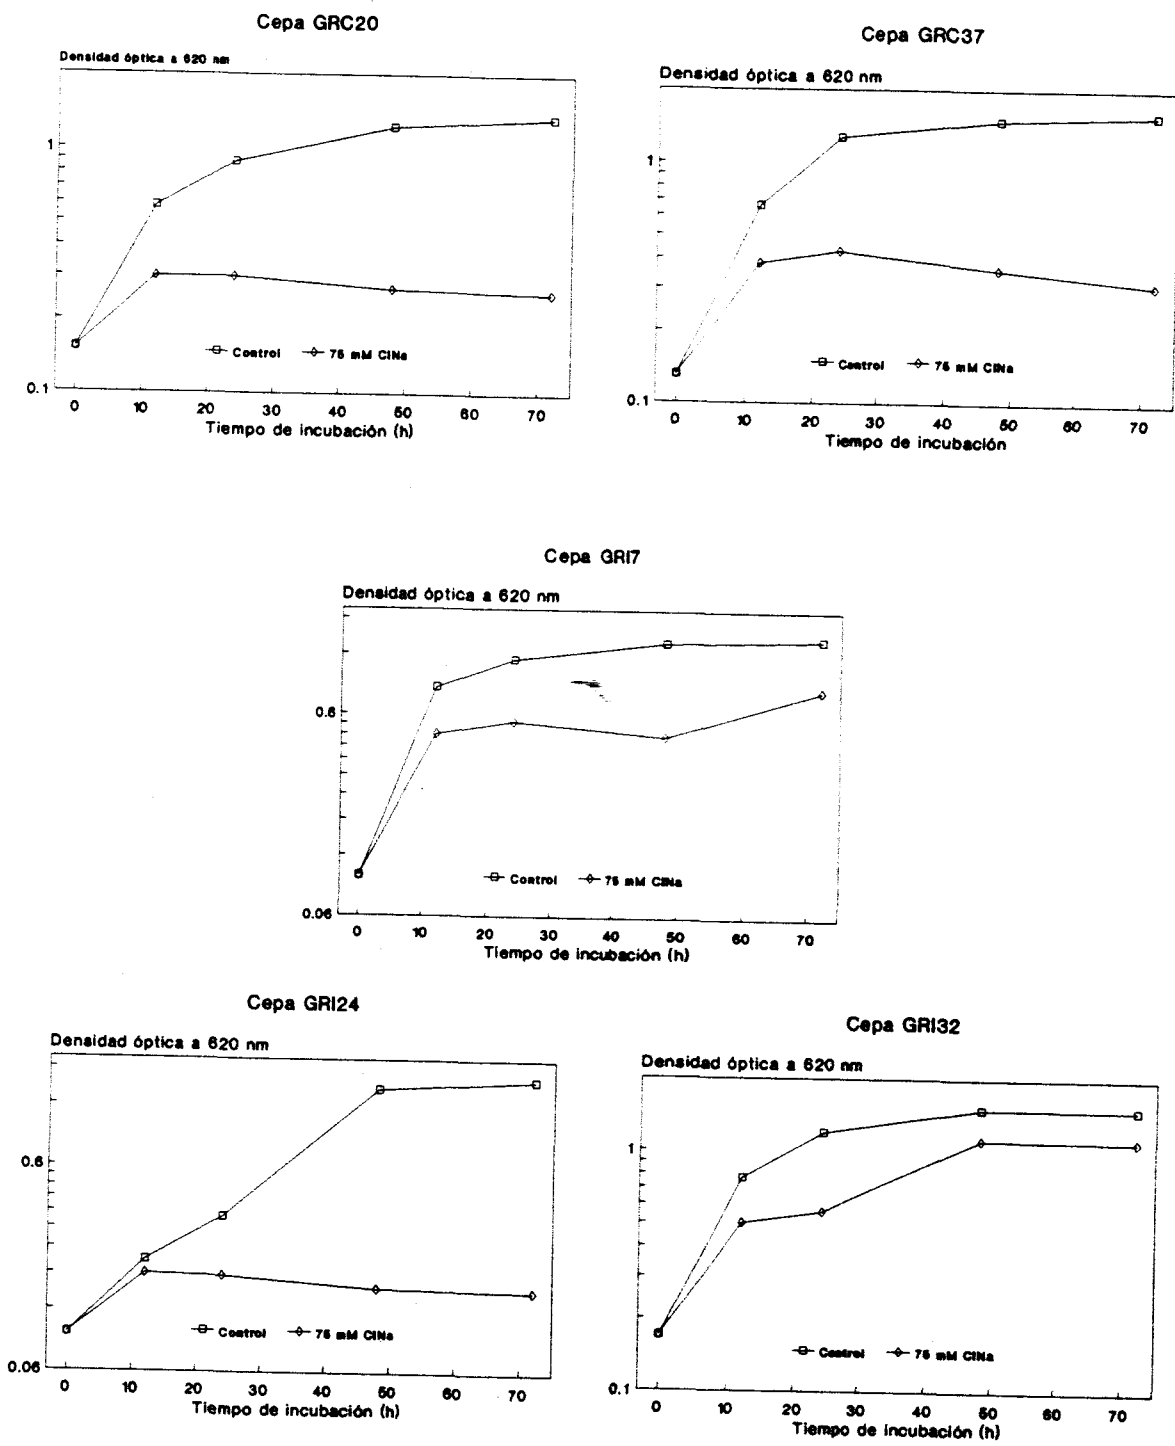 Cepa GRC20
Densidad óptica a 620 nm
1
0.1
Control 75 mM ClNa
0 10 20 30 40 50 60 70
Tiempo de incubación (h)
Cepa GRC37
Densidad óptica a 620 nm
1
0.1
Control 75 mM ClNa
0 10 20 30 40 50 60 70
Tiempo de incubación
Cepa GRI7
Densidad óptica a 620 nm
0.6
0.06
Control 75 mM ClNa
0 10 20 30 40 50 60 70
Tiempo de incubación (h)
Cepa GRI24
Densidad óptica a 620 nm
0.6
0.06
Control 75 mM ClNa
0 10 20 30 40 50 60 70
Tiempo de incubación (h)
Cepa GRI32
Densidad óptica a 620 nm
1
0.1
Control 75 mM ClNa
0 10 20 30 40 50 60 70
Tiempo de incubación (h)